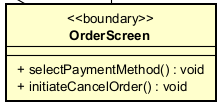 <<boundary>>
OrderScreen
+ selectPaymentMethod() : void
+ initiateCancelOrder() : void